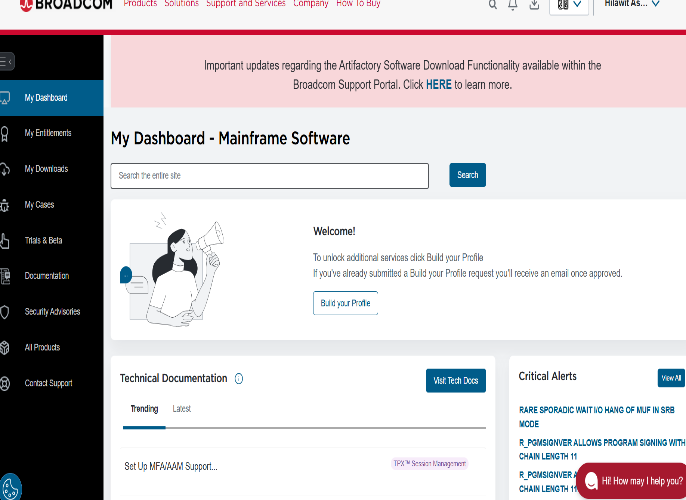 BROADCOM Products Solutions Support and Services Company How To Buy Hilawit As...
Important updates regarding the Artifactory Software Download Functionality available within the
Broadcom Support Portal. Click HERE to learn more.
My Dashboard
My Entitlements
My Downloads
My Cases
Trials & Beta
Documentation
Security Advisories
All Products
Contact Support
My Dashboard - Mainframe Software
Search the entire site
Search
Welcome!
To unlock additional services click Build your Profile
If you've already submitted a Build your Profile request you'll receive an email once approved.
Build your Profile
Technical Documentation
Visit Tech Docs
Trending Latest
Set Up MFA/AAM Support...
TPX™ Session Management
Critical Alerts
View All
RARE SPORADIC WAIT I/O HANG OF MUF IN SRB
MODE
R_PGMSIGNVER ALLOWS PROGRAM SIGNING WITH
CHAIN LENGTH 11
R_PGMSIGNVER
CHAIN LENGTH 11
Hi! How may I help you?